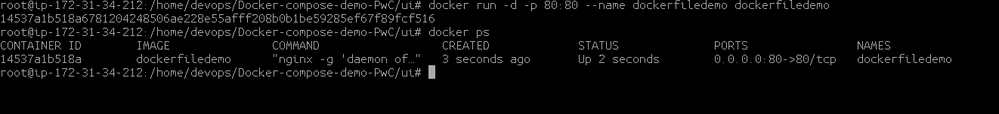 root@ip-172-31-34-212:/home/devops/Docker-compose-demo-PwC/ui# docker run -d -p 80:80 --name dockerfiledemo dockerfiledemo
14537a1b518a6781204248506ae228e55afff208b0b1be59285ef67f89fcf516
root@ip-172-31-34-212:/home/devops/Docker-compose-demo-PwC/ui# docker ps
CONTAINER ID IMAGE COMMAND CREATED STATUS PORTS NAMES
14537a1b518a dockerfiledemo "nginx -g 'daemon of…" 3 seconds ago Up 2 seconds 0.0.0.0:80->80/tcp dockerfiledemo
root@ip-172-31-34-212:/home/devops/Docker-compose-demo-PwC/ui#